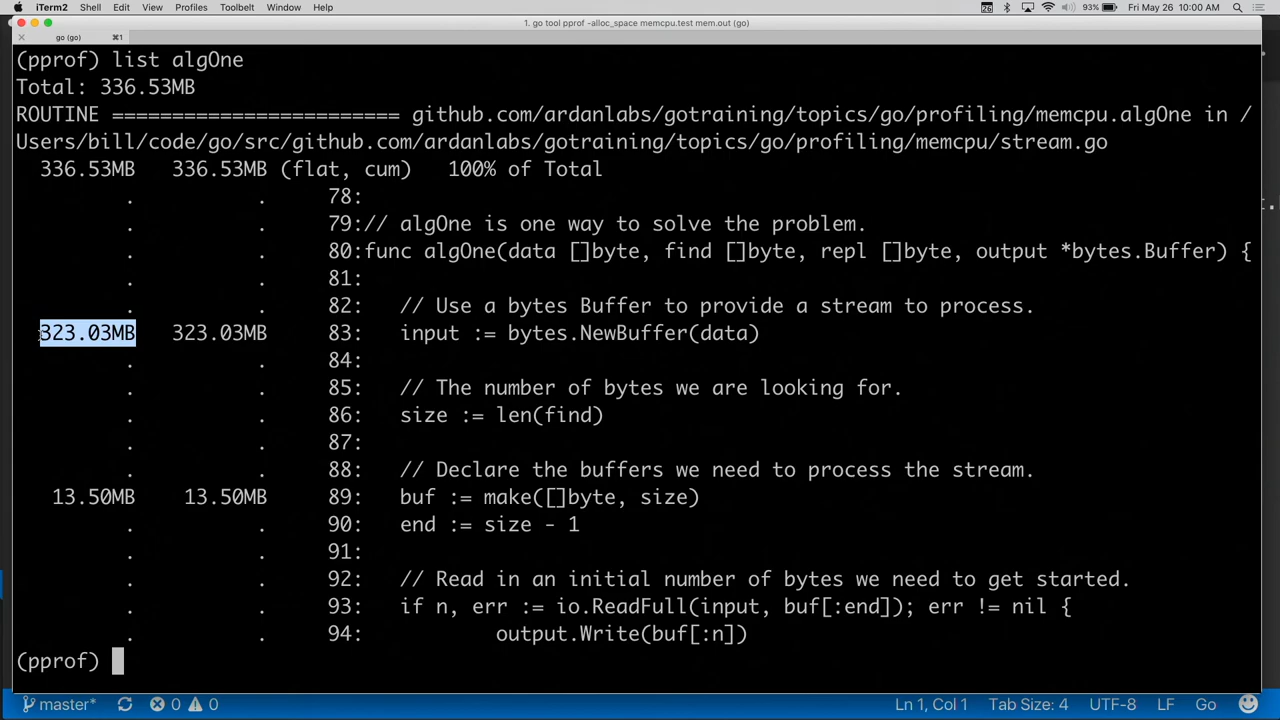 iTerm2 Shell Edit View Profiles Toolbelt Window Help 26 93% Fri May 26 10:00 AM
1. go tool pprof -alloc_space memcpu.test mem.out (go)
go (go) ⌘1
(pprof) list algOne
Total: 336.53MB
ROUTINE ======================== github.com/ardanlabs/gotraining/topics/go/profiling/memcpu.algOne in /
Users/bill/code/go/src/github.com/ardanlabs/gotraining/topics/go/profiling/memcpu/stream.go
336.53MB 336.53MB (flat, cum) 100% of Total
. . 78:
. . 79:// algOne is one way to solve the problem.
. . 80:func algOne(data []byte, find []byte, repl []byte, output *bytes.Buffer) {
. . 81:
. . 82: // Use a bytes Buffer to provide a stream to process.
323.03MB 323.03MB 83: input := bytes.NewBuffer(data)
. . 84:
. . 85: // The number of bytes we are looking for.
. . 86: size := len(find)
. . 87:
. . 88: // Declare the buffers we need to process the stream.
13.50MB 13.50MB 89: buf := make([]byte, size)
. . 90: end := size - 1
. . 91:
. . 92: // Read in an initial number of bytes we need to get started.
. . 93: if n, err := io.ReadFull(input, buf[:end]); err != nil {
. . 94: output.Write(buf[:n])
(pprof)
master* 0 0 Ln 1, Col 1 Tab Size: 4 UTF-8 LF Go